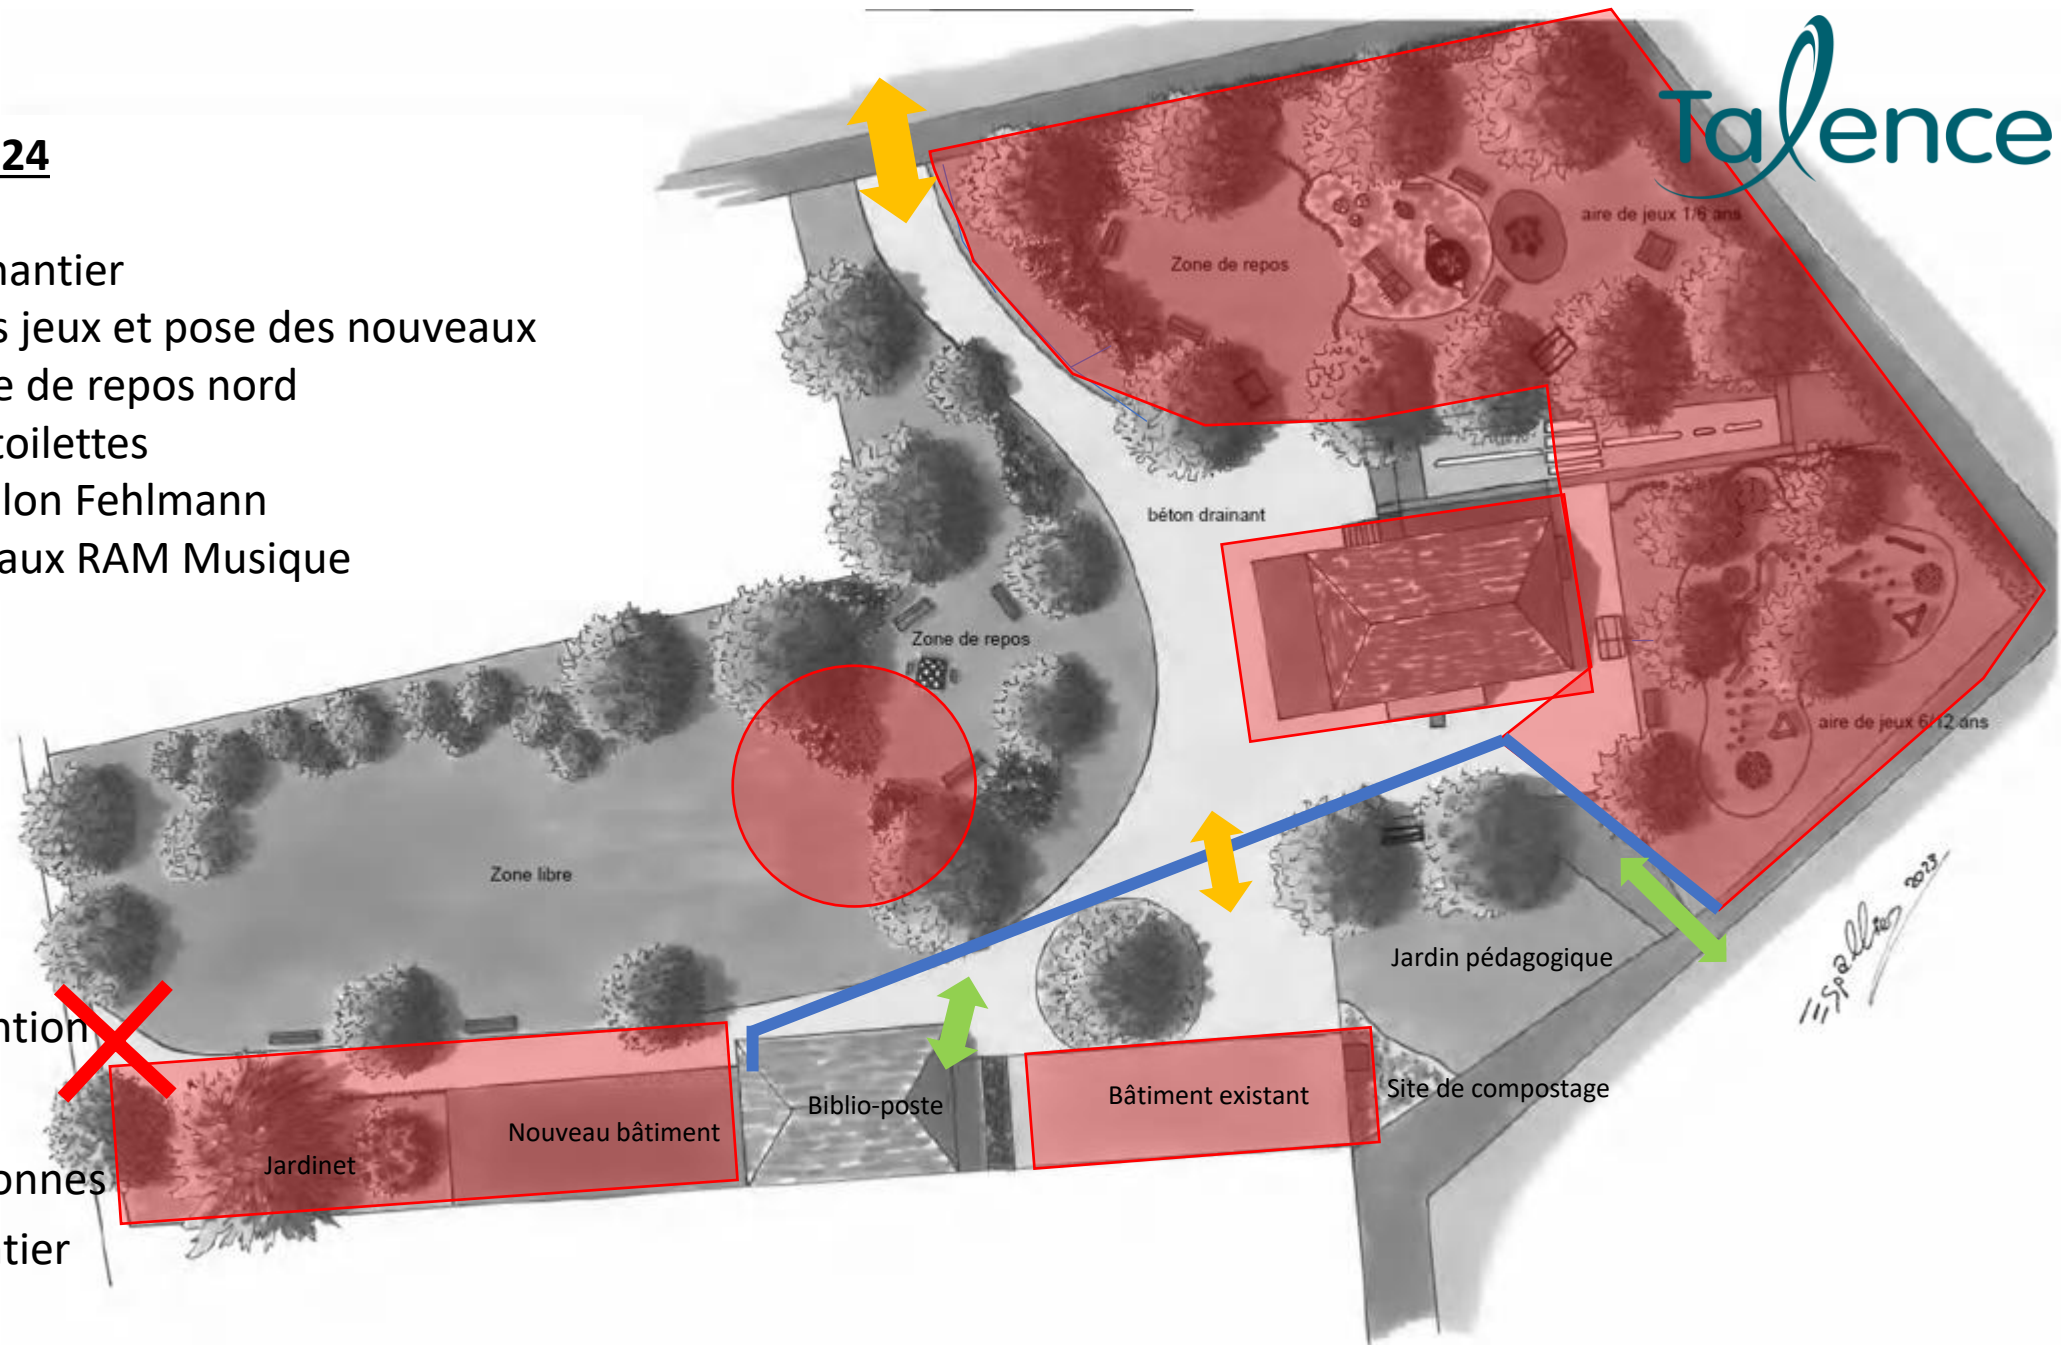 Talence
24
hantier
s jeux et pose des nouveaux
e de repos nord
toilettes
lon Fehlmann
aux RAM Musique
aire de jeux 1/6 ans
Zone de repos
béton drainant
Zone de repos
aire de jeux 6/12 ans
Zone libre
Jardin pédagogique
2023
ntion
Site de compostage
Bâtiment existant
Biblio-poste
Nouveau bâtiment
Jardinet
onnes
tier